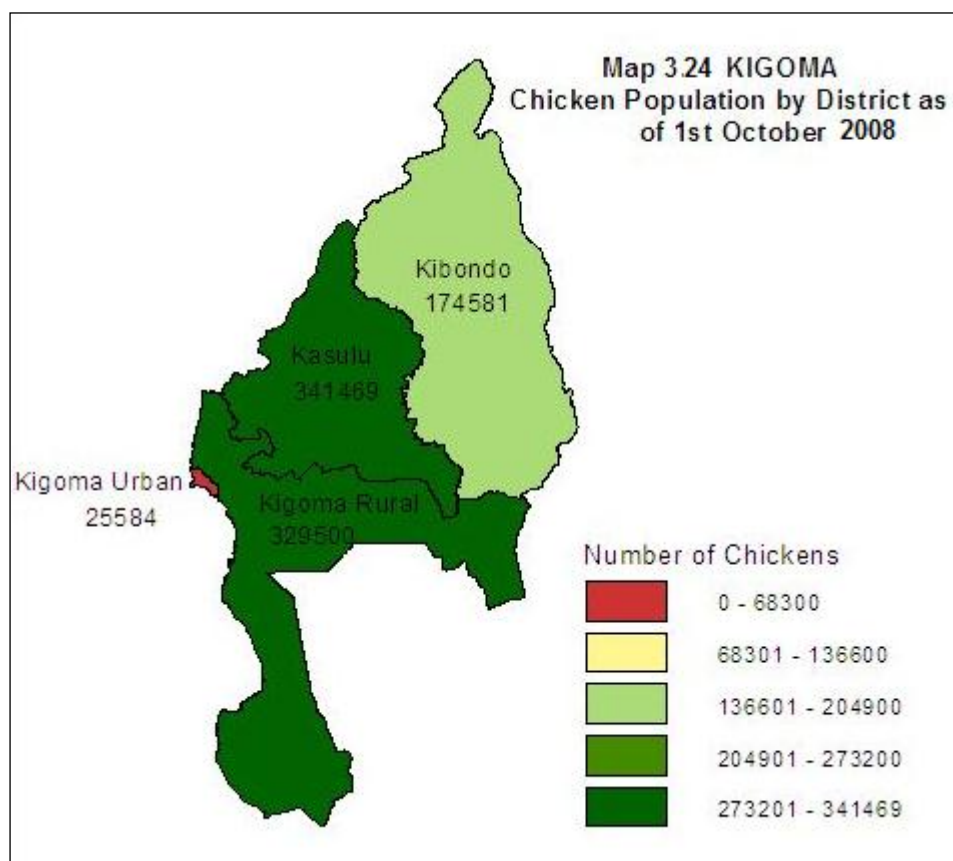 Map 3.24 KIGOMA
Chicken Population by District as
of 1st October 2008
Kibondo
174581
Kasulu
341469
Kigoma Urban
25584
Kigoma Rural
329500
Number of Chickens
0 - 68300
68301 - 136600
136601 - 204900
204901 - 273200
273201 - 341469